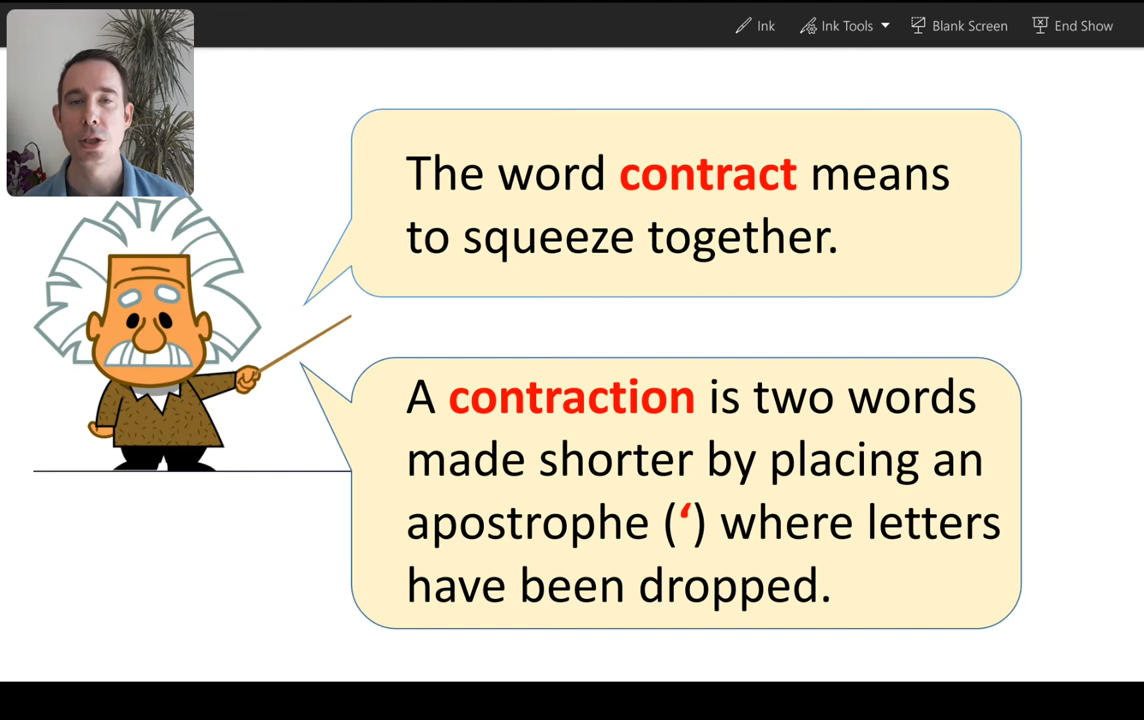 Ink
Ink Tools
Blank Screen
End Show
The word contract means
to squeeze together.
A contraction is two words
made shorter by placing an
apostrophe (‘) where letters
have been dropped.